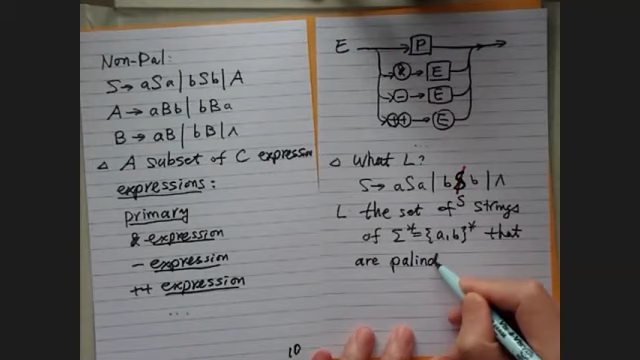 Non-Pal:
S→ aSa | bSb | A
A→ aBb | bBa
B→ aB | bB | Λ
△ A subset of C expression
expressions:
primary
& expression
- expression
++ expression
...
10
E
P
& E
- E
++ E
△ What L?
S→ aSa | b b | Λ
S
L the set of strings
of Σ*={a,b}* that
are palind